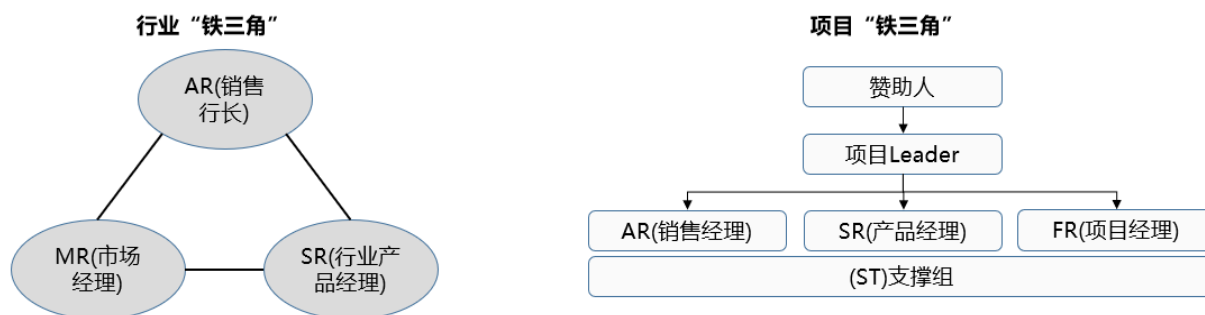 行业“铁三角”
AR(销售
行长)
MR(市场
经理)
SR(行业产
品经理)
项目“铁三角”
赞助人
项目Leader
AR(销售经理)
SR(产品经理)
FR(项目经理)
(ST)支撑组